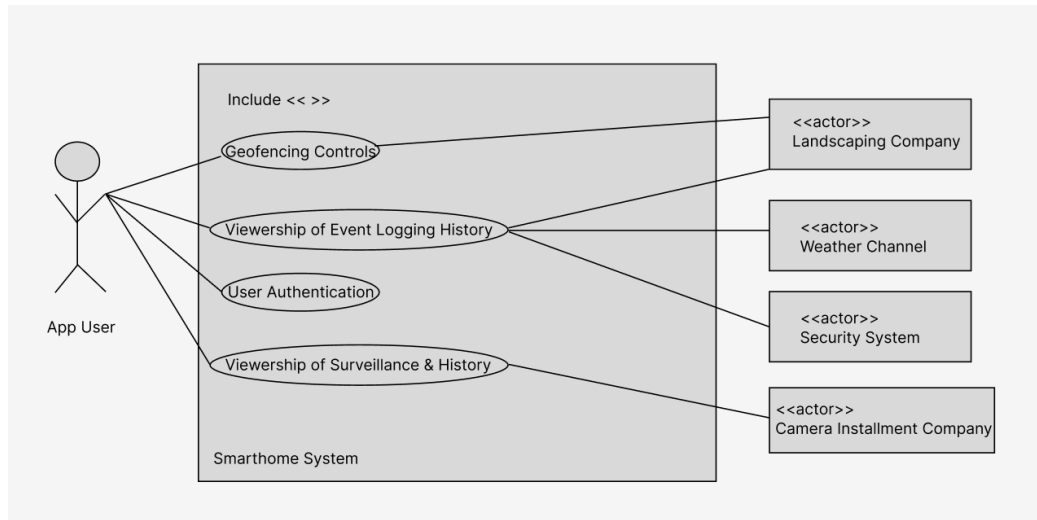 Include << >>
Geofencing Controls
Viewership of Event Logging History
User Authentication
Viewership of Surveillance & History
Smarthome System
App User
<<actor>>
Landscaping Company
<<actor>>
Weather Channel
<<actor>>
Security System
<<actor>>
Camera Installment Company